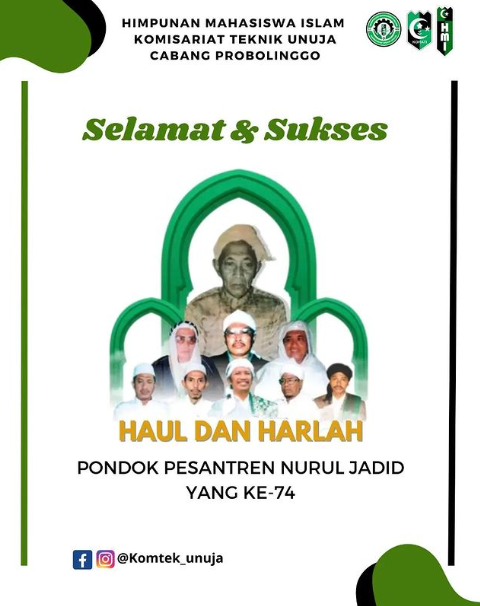 HIMPUNAN MAHASISWA ISLAM
KOMISARIAT TEKNIK UNUJA
CABANG PROBOLINGGO
HMI
Selamat & Sukses
HAUL DAN HARLAH
PONDOK PESANTREN NURUL JADID
YANG KE-74
@Komtek_unuja